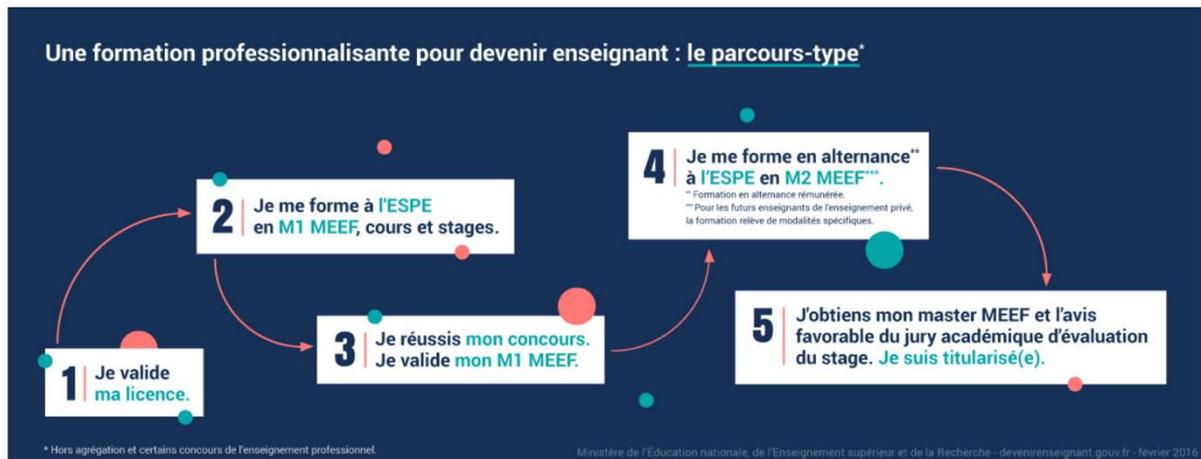 Une formation professionnalisante pour devenir enseignant : le parcours-type*
1 Je valide
ma licence.
2 Je me forme à l'ESPE
en M1 MEEF, cours et stages.
3 Je réussis mon concours.
Je valide mon M1 MEEF.
4 Je me forme en alternance**
à l'ESPE en M2 MEEF***.
** Formation en alternance rémunérée.
*** Pour les futurs enseignants de l'enseignement privé,
la formation relève de modalités spécifiques.
5 J'obtiens mon master MEEF et l'avis
favorable du jury académique d'évaluation
du stage. Je suis titularisé(e).
* Hors agrégation et certains concours de l'enseignement professionnel.
Ministère de l'Éducation nationale, de l'Enseignement supérieur et de la Recherche - devenirenseignant.gouv.fr - février 2016